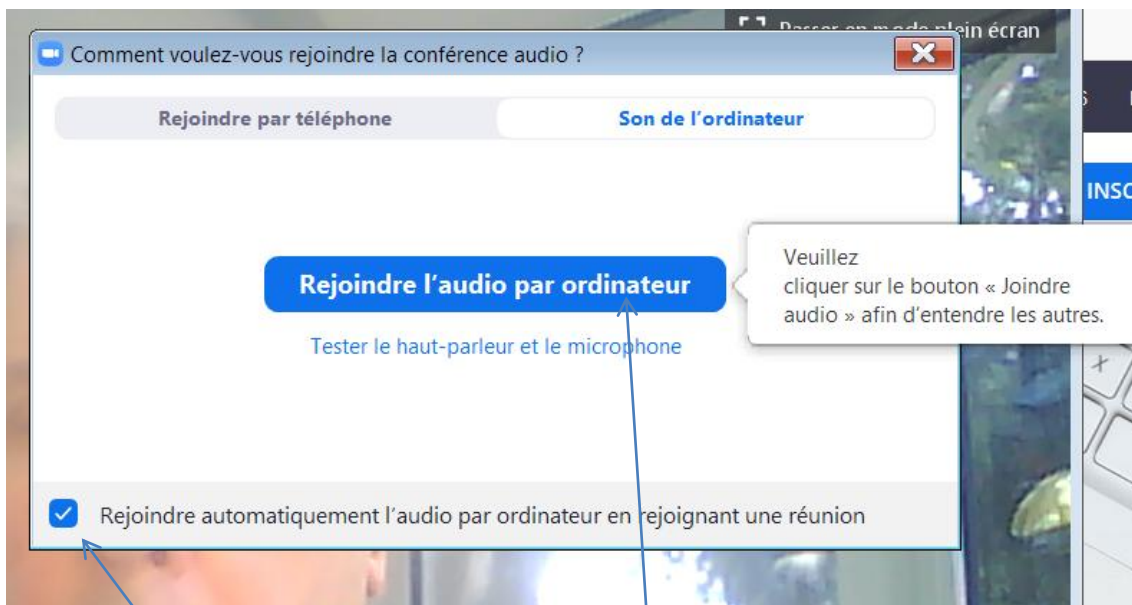 Passer en mode plein écran
Comment voulez-vous rejoindre la conférence audio ?
Rejoindre par téléphone
Son de l'ordinateur
INSC
Rejoindre l'audio par ordinateur
Veuillez
cliquer sur le bouton « Joindre
audio » afin d'entendre les autres.
Tester le haut-parleur et le microphone
Rejoindre automatiquement l'audio par ordinateur en rejoignant une réunion